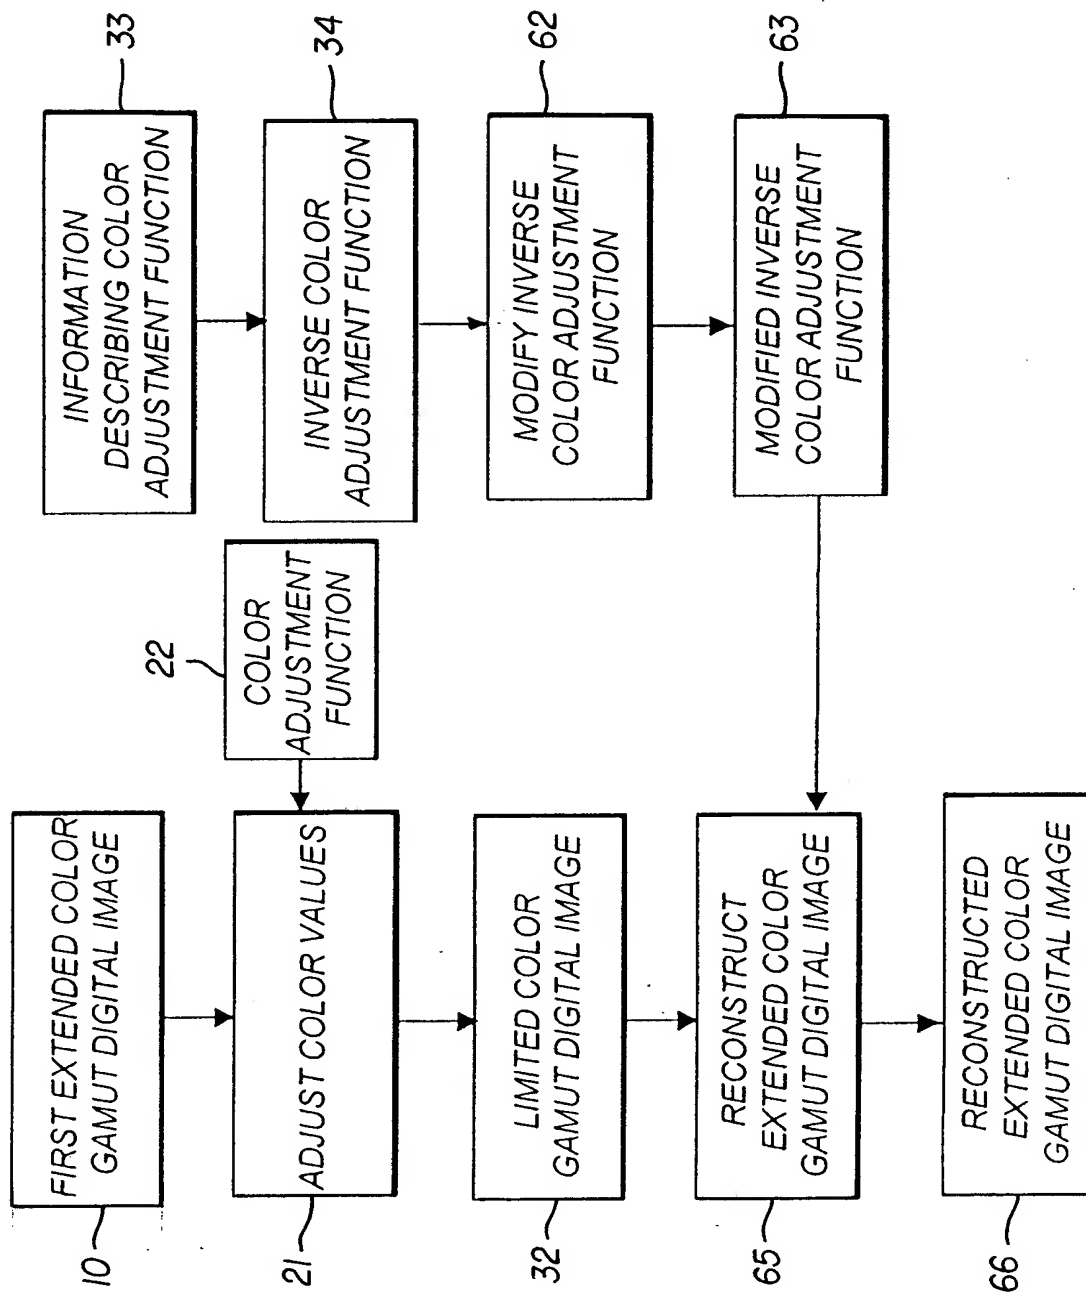 10
FIRST EXTENDED COLOR
GAMUT DIGITAL IMAGE
21
ADJUST COLOR VALUES
22
COLOR
ADJUSTMENT
FUNCTION
32
LIMITED COLOR
GAMUT DIGITAL IMAGE
65
RECONSTRUCT
EXTENDED COLOR
GAMUT DIGITAL IMAGE
66
RECONSTRUCTED
EXTENDED COLOR
GAMUT DIGITAL IMAGE
33
INFORMATION
DESCRIBING COLOR
ADJUSTMENT FUNCTION
34
INVERSE COLOR
ADJUSTMENT FUNCTION
62
MODIFY INVERSE
COLOR ADJUSTMENT
FUNCTION
63
MODIFIED INVERSE
COLOR ADJUSTMENT
FUNCTION